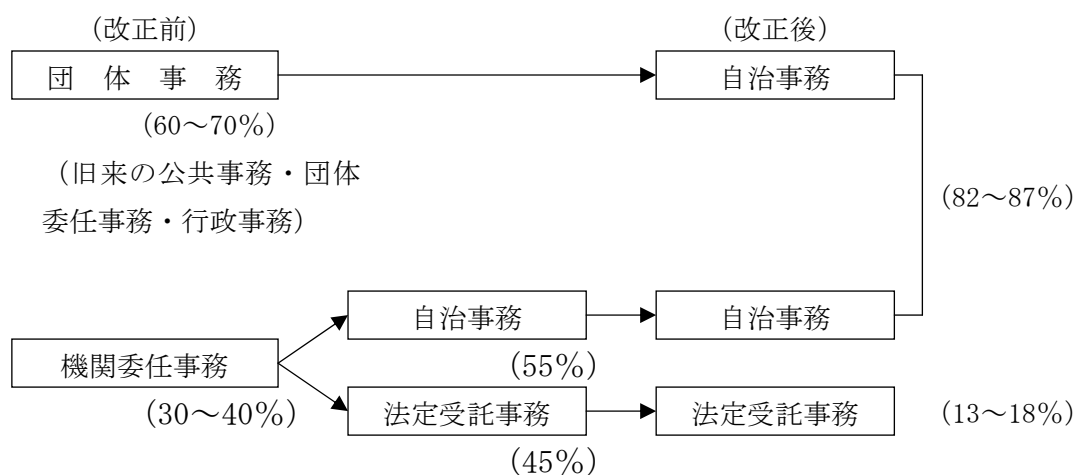 (改正前) (改正後)
団 体 事 務 自治事務
(60～70%)
(旧来の公共事務・団体
委任事務・行政事務)
(82～87%)
自治事務 自治事務
機関委任事務 (55%)
(30～40%) 法定受託事務 法定受託事務 (13～18%)
(45%)